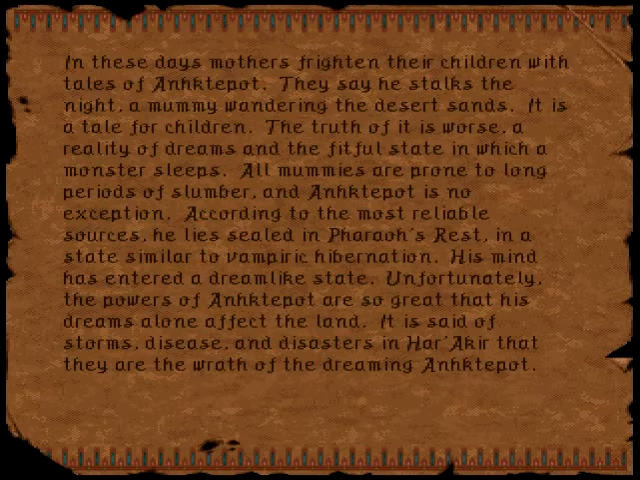 In these days mothers frighten their children with
tales of Anhktepot. They say he stalks the
night, a mummy wandering the desert sands. It is
a tale for children. The truth of it is worse, a
reality of dreams and the fitful state in which a
monster sleeps. All mummies are prone to long
periods of slumber, and Anhktepot is no
exception. According to the most reliable
sources, he lies sealed in Pharaoh's Rest, in a
state similar to vampiric hibernation. His mind
has entered a dreamlike state. Unfortunately,
the powers of Anhktepot are so great that his
dreams alone affect the land. It is said of
storms, disease, and disasters in Har'Akir that
they are the wrath of the dreaming Anhktepot.